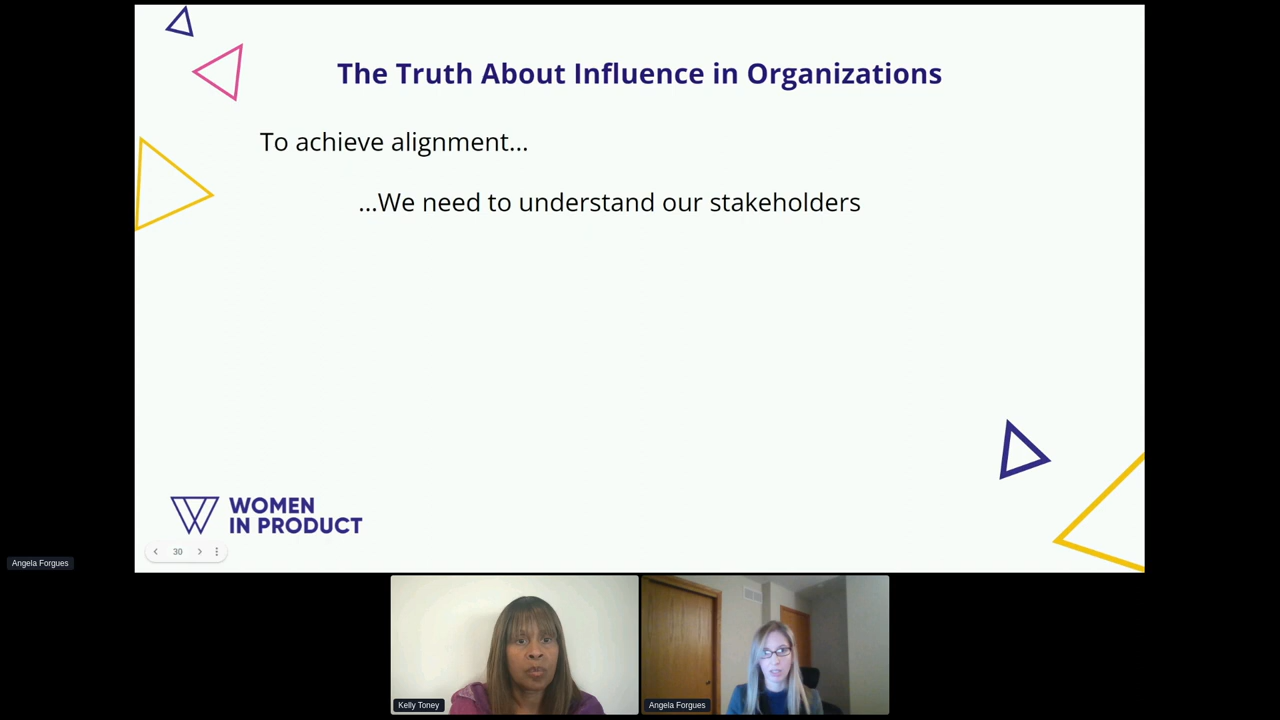 The Truth About Influence in Organizations
To achieve alignment...
...We need to understand our stakeholders
WOMEN
IN PRODUCT
30
Angela Forgues
Kelly Toney
Angela Forgues